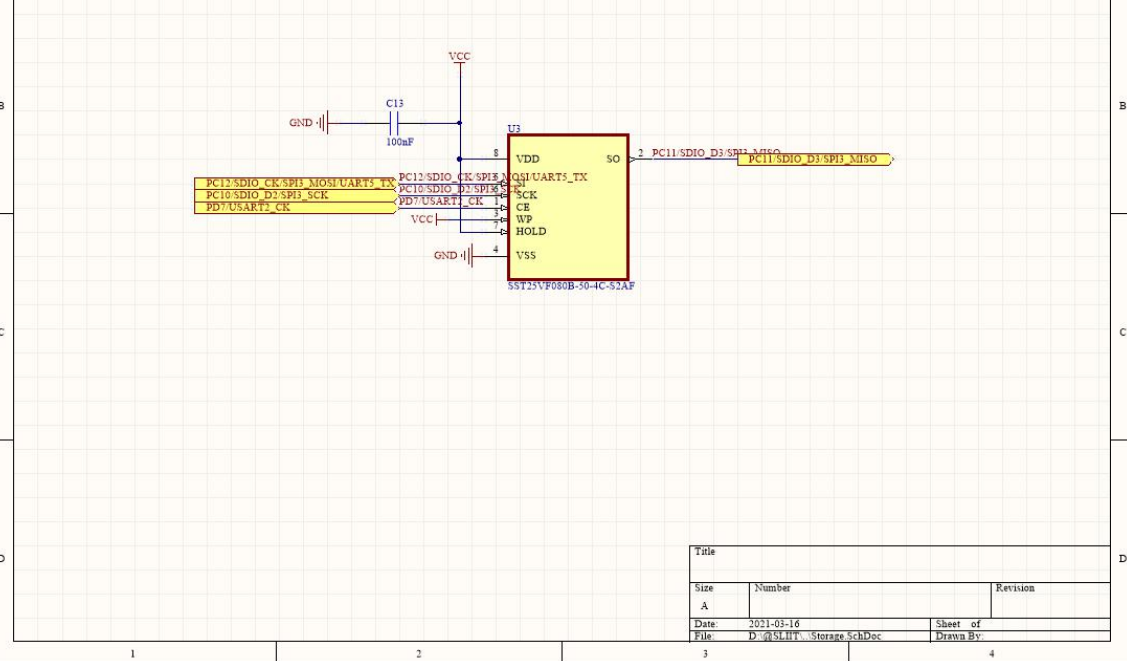 VCC
C13
GND
100nF
U3
B
B
8
VDD
SO
2
PC11/SDIO_D3/SPI3_MISO
PC11/SDIO_D3/SPI3_MISO
PC12/SDIO_CK/SPI3_MOSI/UART5_TX
PC12/SDIO_CK/SPI3_MOSI/UART5_TX
5
SI
PC10/SDIO_D2/SPI3_SCK
PC10/SDIO_D2/SPI3_SCK
6
SCK
PD7/USART2_CK
PD7/USART2_CK
1
CE
VCC
3
WP
7
HOLD
GND
4
VSS
SST25VF080B-50-4C-S2AF
C
C
D
D
Title
Size
Number
Revision
A
Date:
2021-03-16
Sheet of
File:
D:\@SLIIT\..\Storage.SchDoc
Drawn By:
1
2
3
4